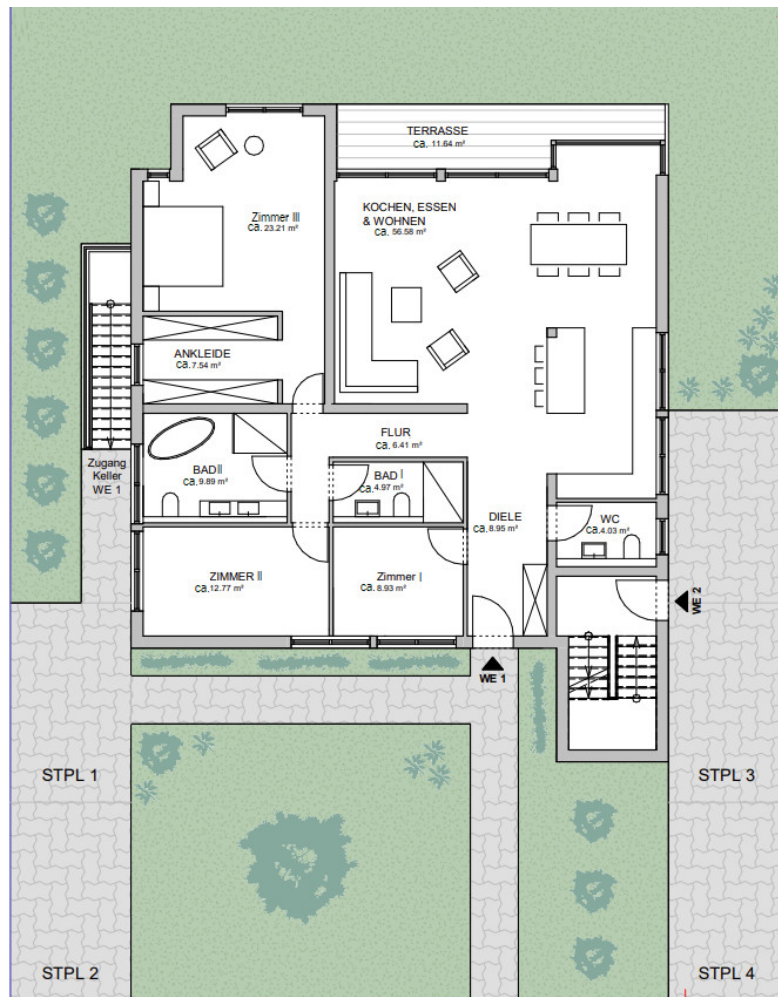 TERRASSE
ca. 11.64 m²
KOCHEN, ESSEN
& WOHNEN
ca. 56.58 m²
Zimmer III
ca. 23.21 m²
ANKLEIDE
ca. 7.54 m²
FLUR
ca. 6.41 m²
Zugang
Keller
WE 1
BAD II
ca. 9.89 m²
BAD I
ca. 4.97 m²
DIELE
ca. 8.95 m²
WC
ca. 4.03 m²
ZIMMER II
ca. 12.77 m²
Zimmer I
ca. 8.93 m²
WE 2
WE 1
STPL 1
STPL 3
STPL 2
STPL 4